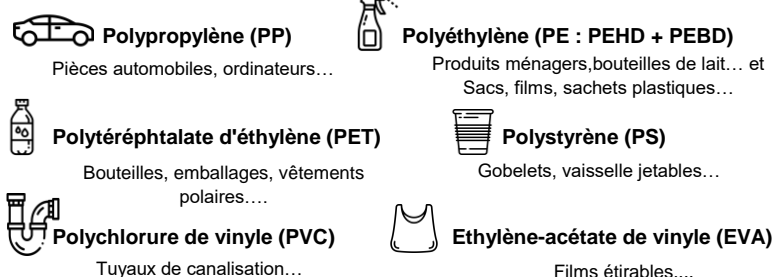 Polypropylène (PP)
Pièces automobiles, ordinateurs…
Polyéthylène (PE : PEHD + PEBD)
Produits ménagers,bouteilles de lait… et
Sacs, films, sachets plastiques…
Polytéréphtalate d'éthylène (PET)
Bouteilles, emballages, vêtements
polaires….
Polystyrène (PS)
Gobelets, vaisselle jetables…
Polychlorure de vinyle (PVC)
Tuyaux de canalisation…
Ethylène-acétate de vinyle (EVA)
Films étirables,...